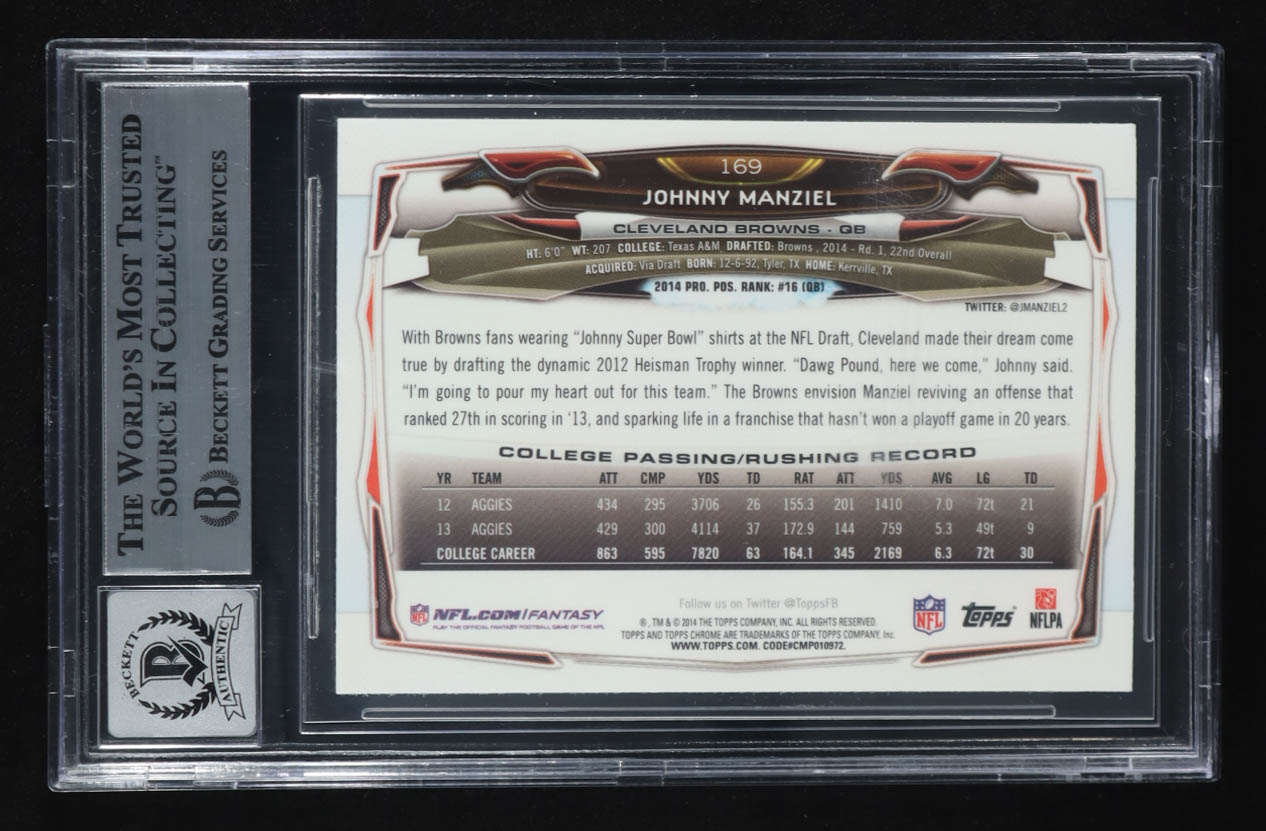 THE WORLD'S MOST TRUSTED
SOURCE IN COLLECTING™
BECKETT GRADING SERVICES
B
BECKETT
AUTHENTIC
169
JOHNNY MANZIEL
CLEVELAND BROWNS - QB
HT: 6'0" WT: 207 COLLEGE: Texas A&M DRAFTED: Browns, 2014 - Rd. 1, 22nd Overall
ACQUIRED: Via Draft BORN: 12-6-92, Tyler, TX HOME: Kerrville, TX
2014 PRO. POS. RANK: #16 (QB)
TWITTER: @JMANZIEL2
With Browns fans wearing "Johnny Super Bowl" shirts at the NFL Draft, Cleveland made their dream come
true by drafting the dynamic 2012 Heisman Trophy winner. "Dawg Pound, here we come," Johnny said.
"I'm going to pour my heart out for this team." The Browns envision Manziel reviving an offense that
ranked 27th in scoring in '13, and sparking life in a franchise that hasn't won a playoff game in 20 years.
COLLEGE PASSING/RUSHING RECORD
YR TEAM ATT CMP YDS TD RAT ATT YDS AVG LG TD
12 AGGIES 434 295 3706 26 155.3 201 1410 7.0 72t 21
13 AGGIES 429 300 4114 37 172.9 144 759 5.3 49t 9
COLLEGE CAREER 863 595 7820 63 164.1 345 2169 6.3 72t 30
NFL NFL.COM/FANTASY
PLAY THE OFFICIAL FANTASY FOOTBALL GAME OF THE NFL
Follow us on Twitter @ToppsFB
®, TM & © 2014 THE TOPPS COMPANY, INC. ALL RIGHTS RESERVED.
TOPPS AND TOPPS CHROME ARE TRADEMARKS OF THE TOPPS COMPANY, Inc.
WWW.TOPPS.COM. CODE#CMP010972.
NFL
Topps®
NFLPA